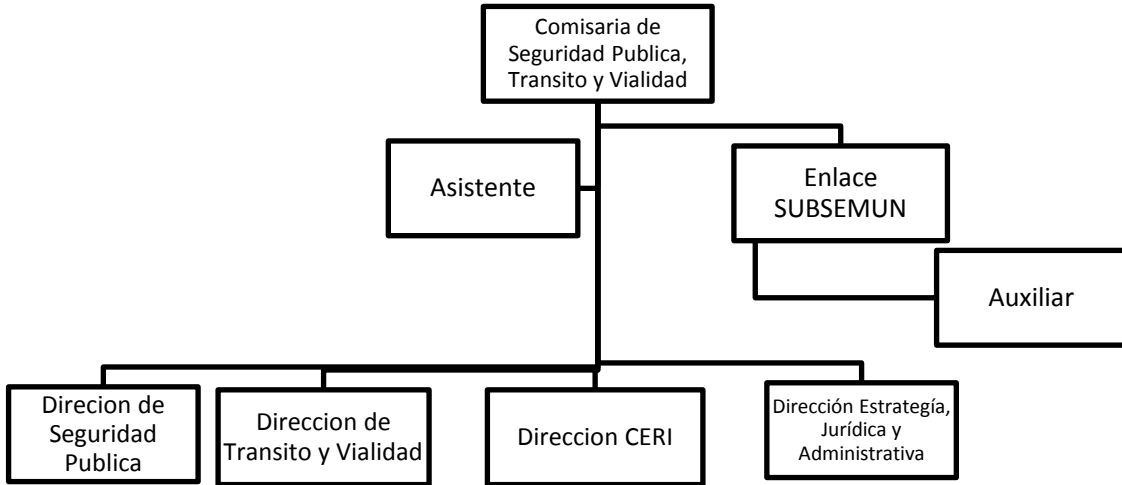 Comisaria de
Seguridad Publica,
Transito y Vialidad
Asistente
Enlace
SUBSEMUN
Auxiliar
Direcion de
Seguridad
Publica
Direccion de
Transito y Vialidad
Direccion CERI
Dirección Estrategía,
Jurídica y
Administrativa